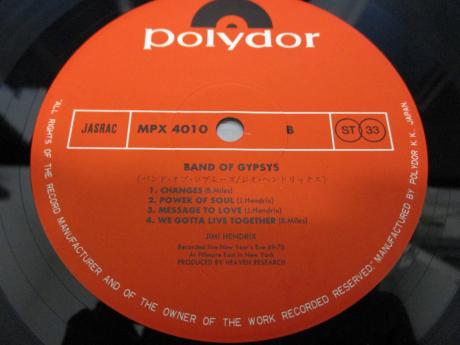 polydor
JASRAC
MPX 4010
B
ST 33
BAND OF GYPSYS
(バンド・オブ・ジプシーズ/ジミ・ヘンドリックス)
1. CHANGES (B.Miles)
2. POWER OF SOUL (J.Hendrix)
3. MESSAGE TO LOVE (J.Hendrix)
4. WE GOTTA LIVE TOGETHER (B.Miles)
JIMI HENDRIX
Recorded live New Year's Eve 69-70
At Fillmore East in New York
PRODUCED BY HEAVEN RESEARCH
"ALL RIGHTS OF THE RECORD MANUFACTURER AND OF THE OWNER OF THE WORK RECORDED RESERVED." MANUFACTURED BY POLYDOR K.K. JAPAN.